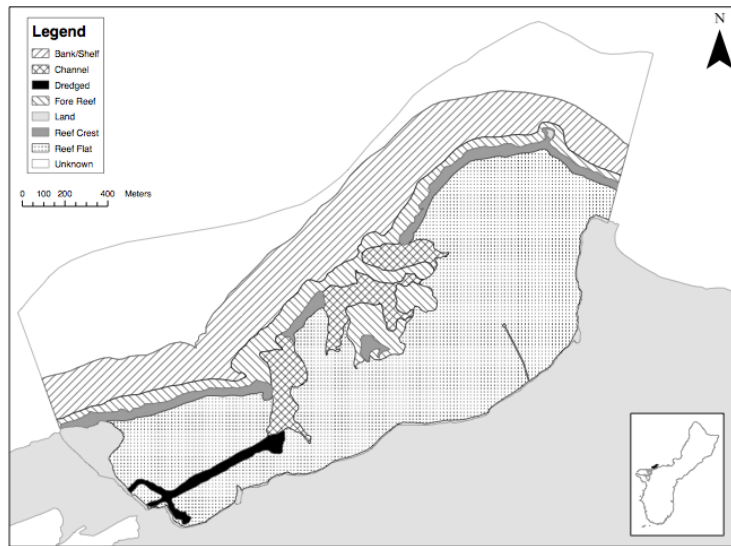 Legend
Bank/Shelf
Channel
Dredged
Fore Reef
Land
Reef Crest
Reef Flat
Unknown
0 100 200 400 Meters
N